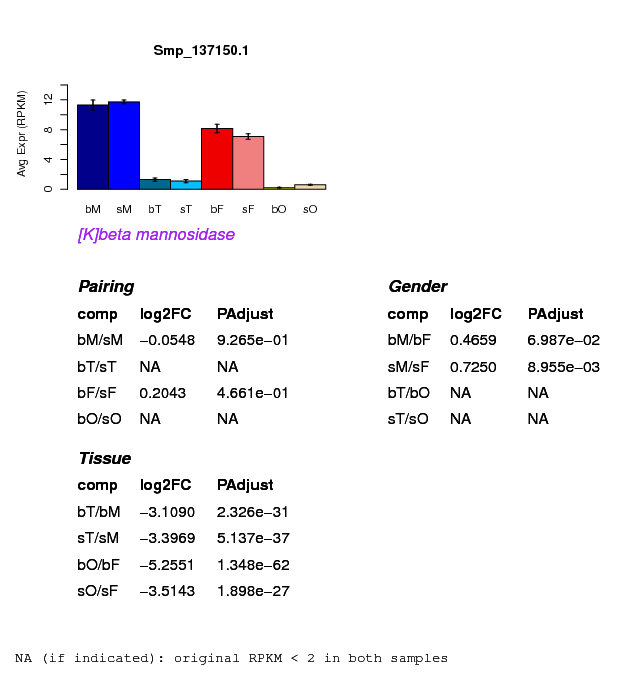 Smp_137150.1
Avg Expr (RPKM)
12
8
4
0
bM sM bT sT bF sF bO sO
[K]beta mannosidase
Pairing
comp log2FC PAdjust
bM/sM −0.0548 9.265e−01
bT/sT NA NA
bF/sF 0.2043 4.661e−01
bO/sO NA NA
Gender
comp log2FC PAdjust
bM/bF 0.4659 6.987e−02
sM/sF 0.7250 8.955e−03
bT/bO NA NA
sT/sO NA NA
Tissue
comp log2FC PAdjust
bT/bM −3.1090 2.326e−31
sT/sM −3.3969 5.137e−37
bO/bF −5.2551 1.348e−62
sO/sF −3.5143 1.898e−27
NA (if indicated): original RPKM < 2 in both samples